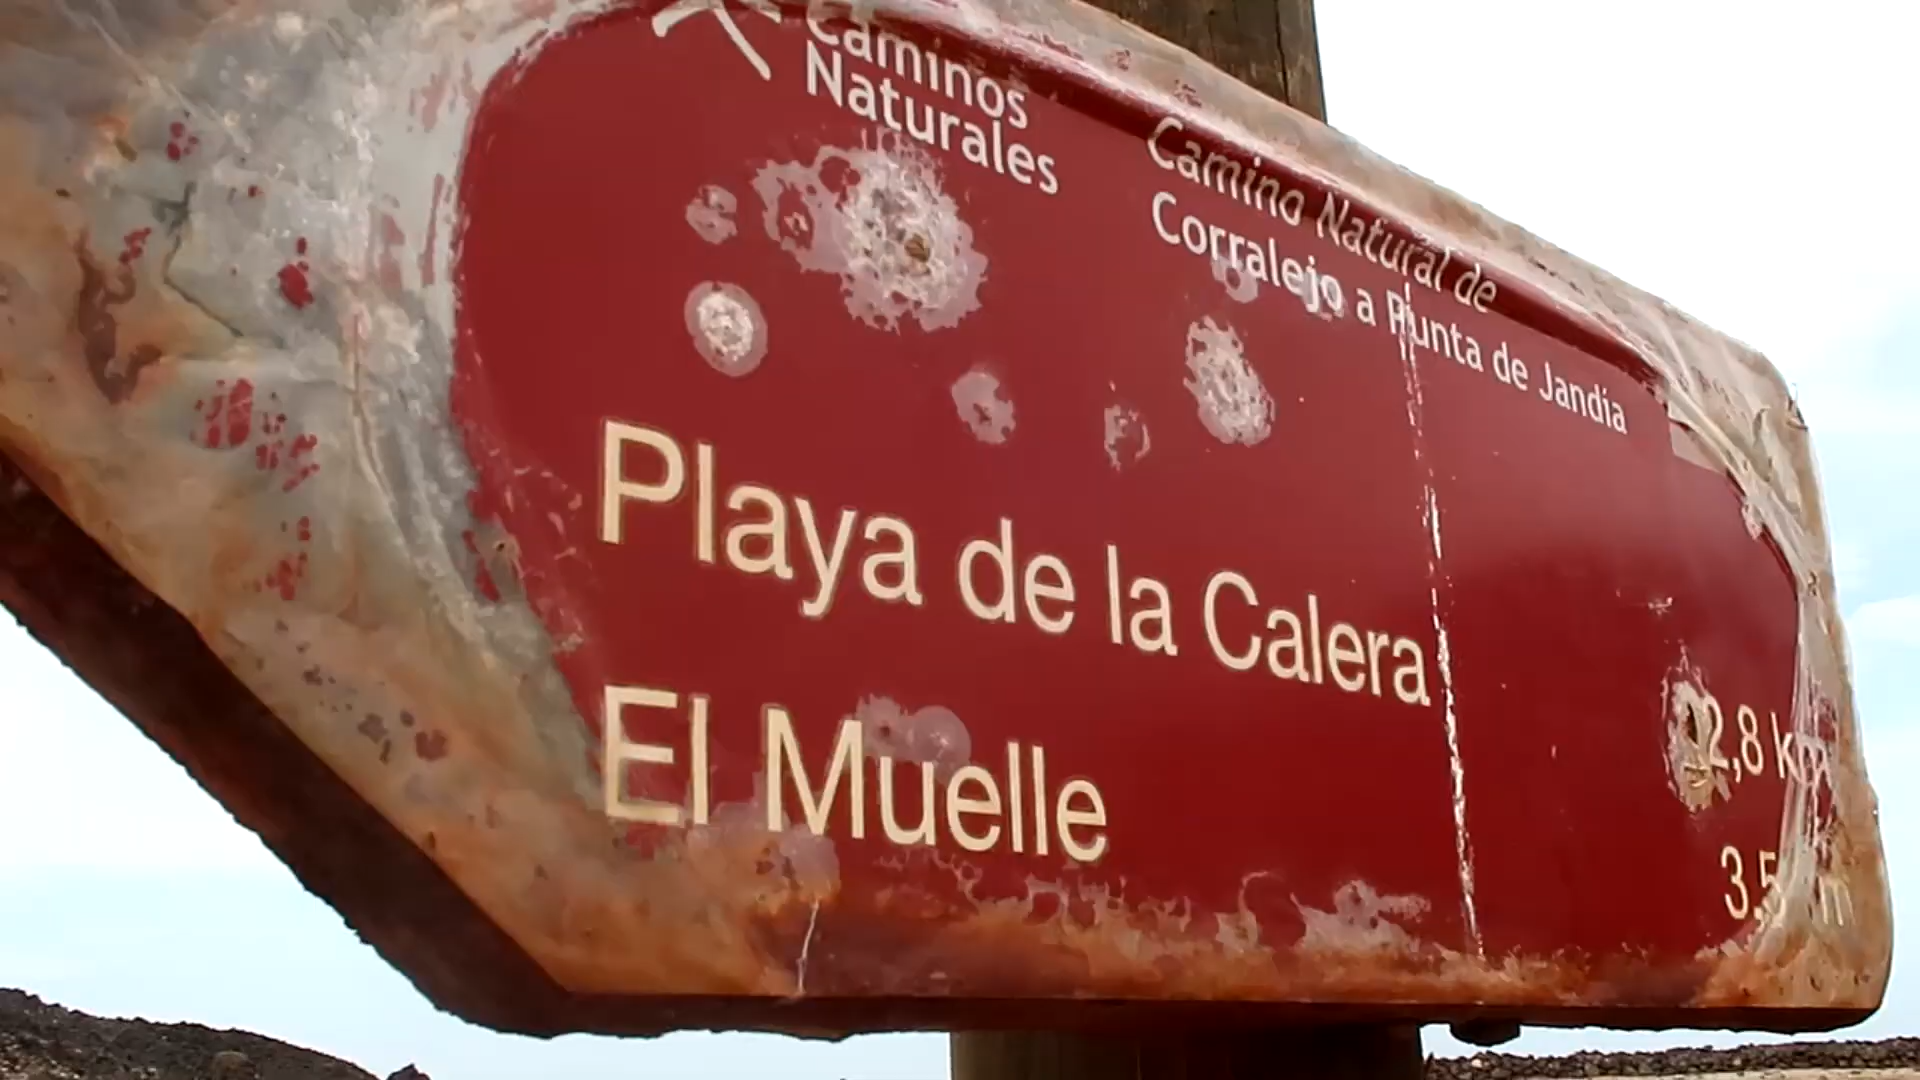 Caminos
Naturales
Camino Natural de
Corralejo a Punta de Jandía
Playa de la Calera
2,8 km
El Muelle
3,5 m